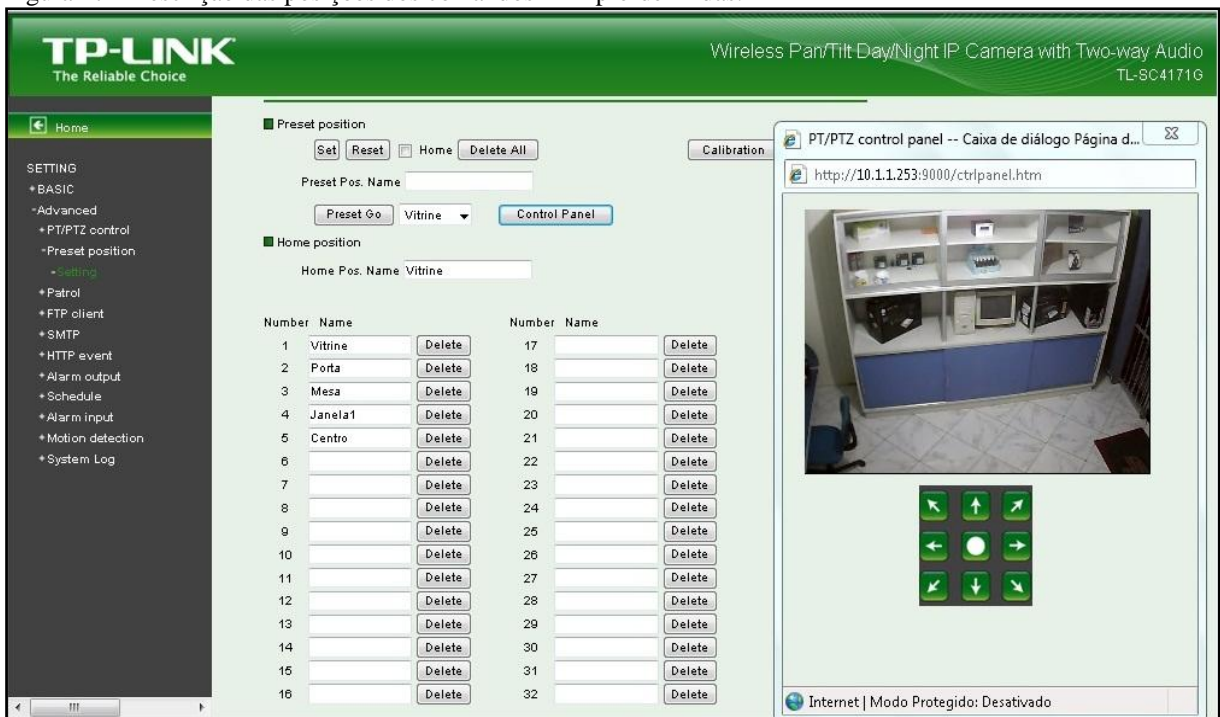 TP-LINK
The Reliable Choice
Wireless Pan/Tilt Day/Night IP Camera with Two-way Audio
TL-SC4171G
Home
SETTING
+BASIC
-Advanced
+PT/PTZ control
-Preset position
Setting
+Patrol
+FTP client
+SMTP
+HTTP event
+Alarm output
+Schedule
+Alarm input
+Motion detection
+System Log
Preset position
Set Reset Home Delete All Calibration
Preset Pos. Name
Preset Go Vitrine Control Panel
Home position
Home Pos. Name Vitrine
Number Name Number Name
1 Vitrine Delete 17 Delete
2 Porta Delete 18 Delete
3 Mesa Delete 19 Delete
4 Janela1 Delete 20 Delete
5 Centro Delete 21 Delete
6 Delete 22 Delete
7 Delete 23 Delete
8 Delete 24 Delete
9 Delete 25 Delete
10 Delete 26 Delete
11 Delete 27 Delete
12 Delete 28 Delete
13 Delete 29 Delete
14 Delete 30 Delete
15 Delete 31 Delete
16 Delete 32 Delete
PT/PTZ control panel -- Caixa de diálogo Página d...
http://10.1.1.253:9000/ctrlpanel.htm
Internet | Modo Protegido: Desativado